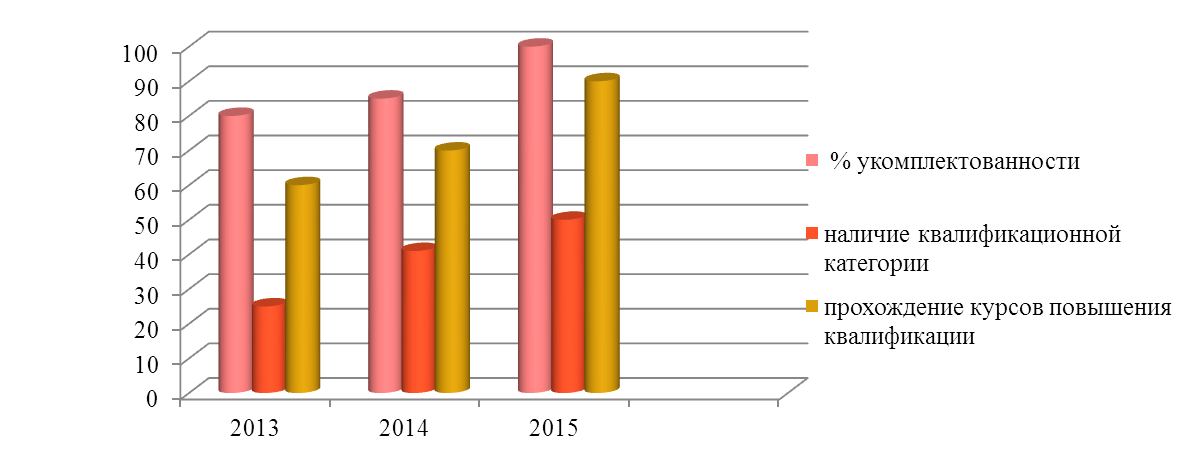 100
90
80
70
60
50
40
30
20
10
0
2013 2014 2015
% укомплектованности
наличие квалификационной
категории
прохождение курсов повышения
квалификации